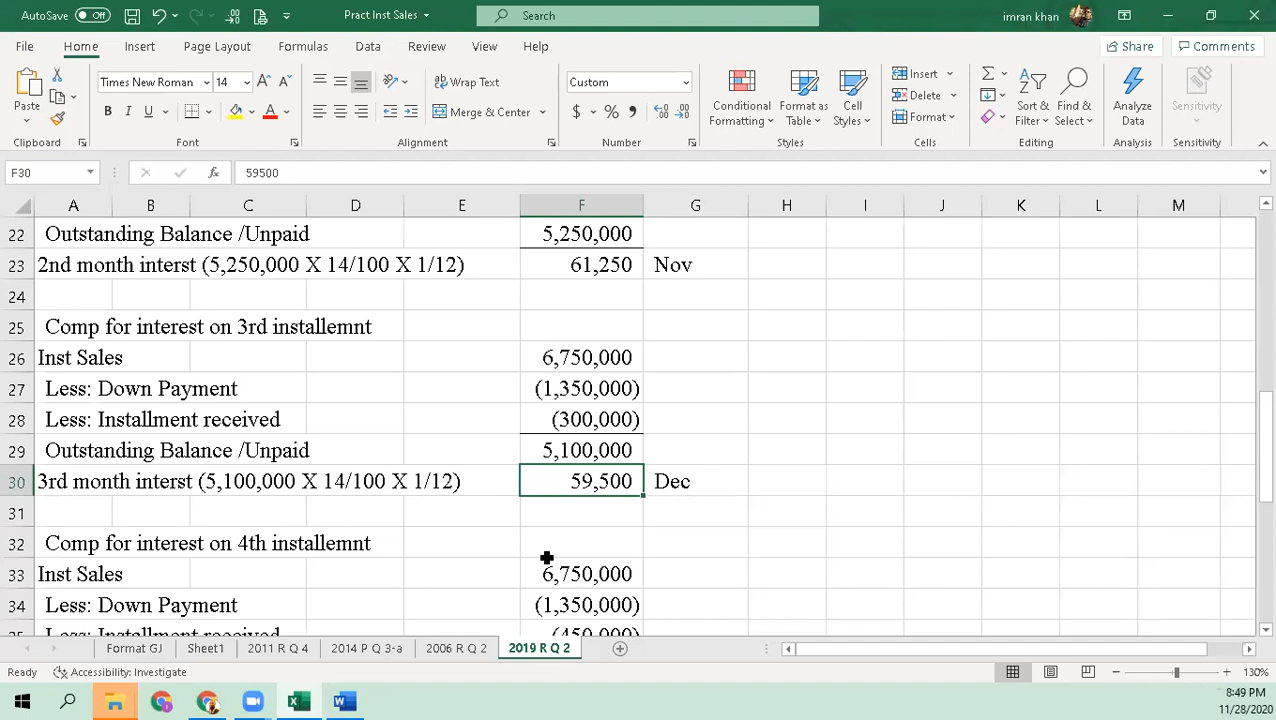 AutoSave Off Pract Inst Sales Search imran khan
File Home Insert Page Layout Formulas Data Review View Help Share Comments
Times New Roman 14 Wrap Text Custom Insert
Paste B I U Merge & Center $ % Conditional Formatting Format as Table Cell Styles Delete Format Sort & Filter Find & Select Analyze Data Sensitivity
Clipboard Font Alignment Number Styles Cells Editing Analysis Sensitivity
F30 fx 59500
A B C D E F G H I J K L M
22 Outstanding Balance /Unpaid 5,250,000
23 2nd month interst (5,250,000 X 14/100 X 1/12) 61,250 Nov
24
25 Comp for interest on 3rd installemnt
26 Inst Sales 6,750,000
27 Less: Down Payment (1,350,000)
28 Less: Installment received (300,000)
29 Outstanding Balance /Unpaid 5,100,000
30 3rd month interst (5,100,000 X 14/100 X 1/12) 59,500 Dec
31
32 Comp for interest on 4th installemnt
33 Inst Sales 6,750,000
34 Less: Down Payment (1,350,000)
35 Less: Installment received (450,000)
Format GJ Sheet1 2011 R Q 4 2014 P Q 3-a 2006 R Q 2 2019 R Q 2
Ready Accessibility: Investigate 130%
8:49 PM
11/28/2020